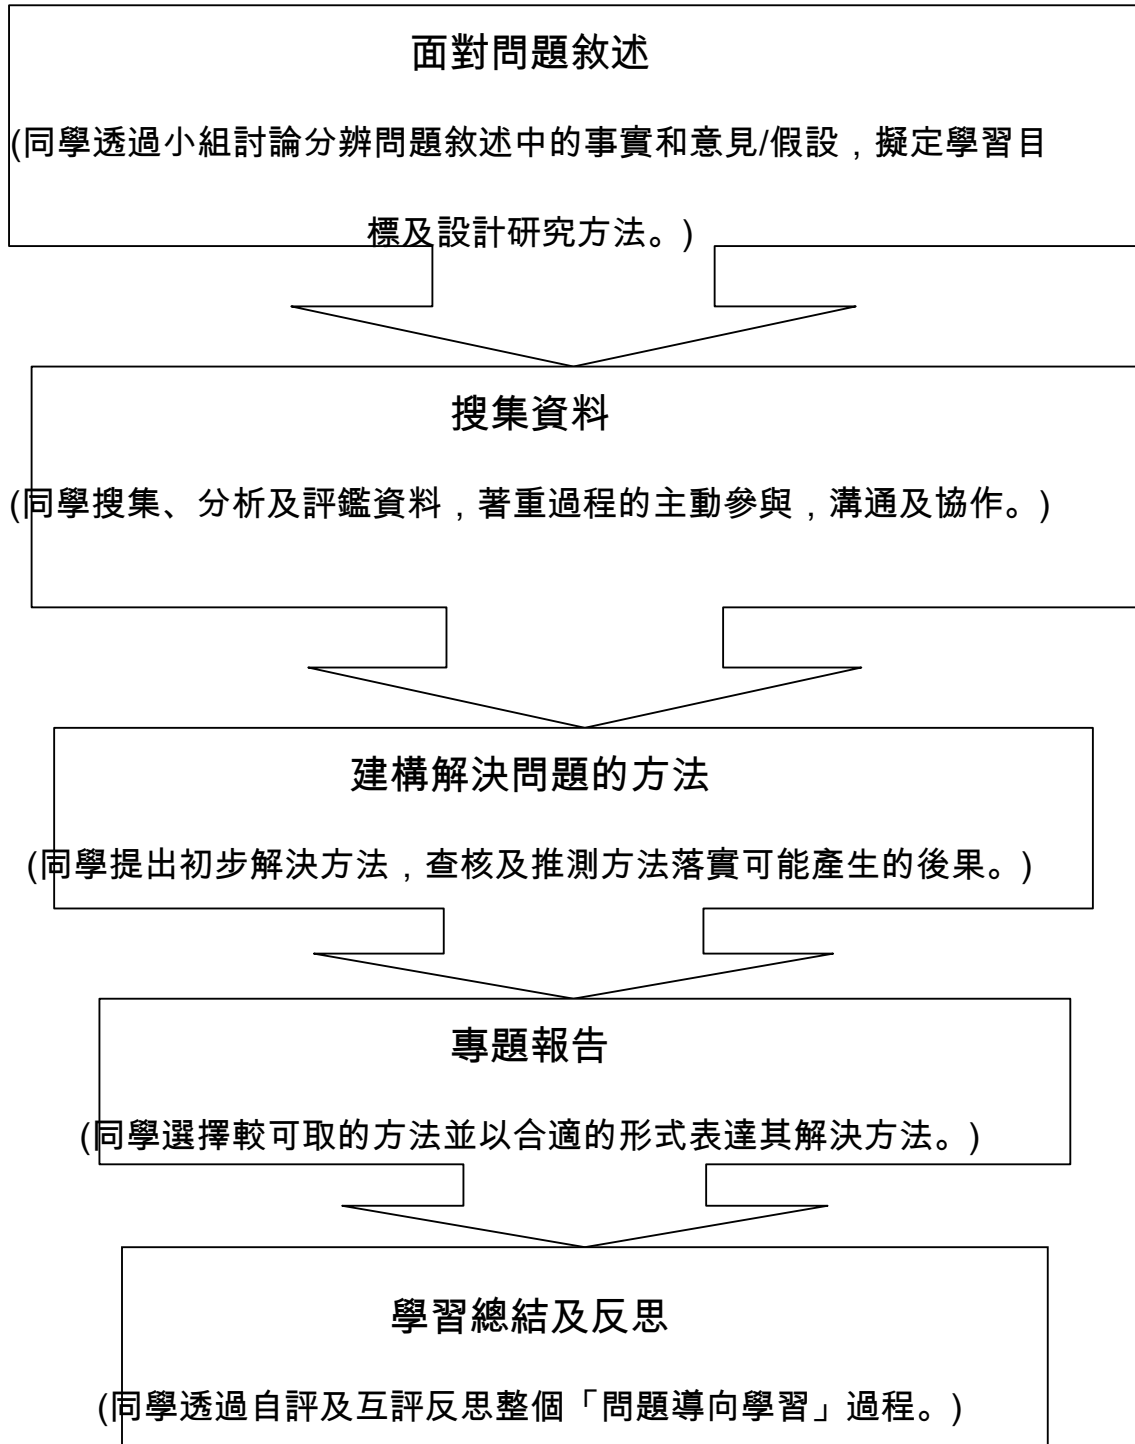 面對問題敘述
(同學透過小組討論分辨問題敘述中的事實和意見/假設，擬定學習目
標及設計研究方法。)
搜集資料
(同學搜集、分析及評鑑資料，著重過程的主動參與，溝通及協作。)
建構解決問題的方法
(同學提出初步解決方法，查核及推測方法落實可能產生的後果。)
專題報告
(同學選擇較可取的方法並以合適的形式表達其解決方法。)
學習總結及反思
(同學透過自評及互評反思整個「問題導向學習」過程。)